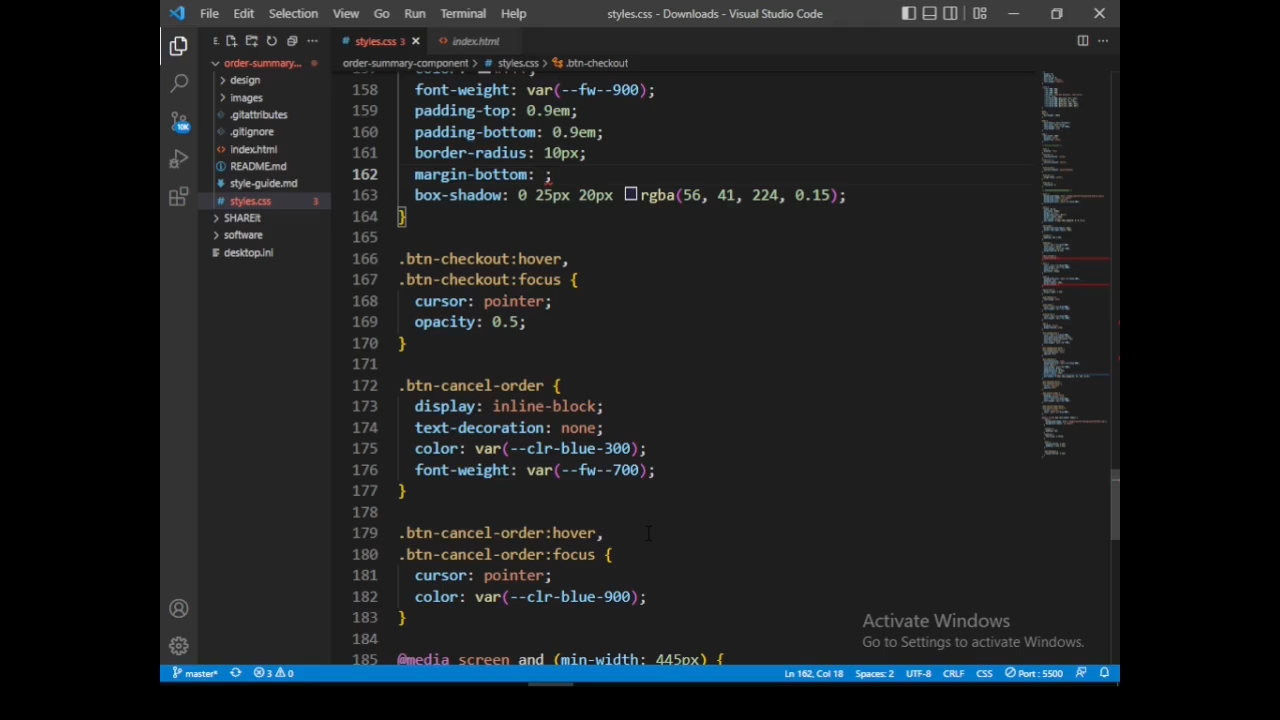 File Edit Selection View Go Run Terminal Help
styles.css - Downloads - Visual Studio Code
E.
styles.css 3
index.html
order-summary...
order-summary-component > styles.css > .btn-checkout
design
images
.gitattributes
.gitignore
index.html
README.md
style-guide.md
styles.css 3
SHAREit
software
desktop.ini
10K
158 font-weight: var(--fw--900);
159 padding-top: 0.9em;
160 padding-bottom: 0.9em;
161 border-radius: 10px;
162 margin-bottom: ;
163 box-shadow: 0 25px 20px rgba(56, 41, 224, 0.15);
164 }
165
166 .btn-checkout:hover,
167 .btn-checkout:focus {
168 cursor: pointer;
169 opacity: 0.5;
170 }
171
172 .btn-cancel-order {
173 display: inline-block;
174 text-decoration: none;
175 color: var(--clr-blue-300);
176 font-weight: var(--fw--700);
177 }
178
179 .btn-cancel-order:hover,
180 .btn-cancel-order:focus {
181 cursor: pointer;
182 color: var(--clr-blue-900);
183 }
184
185 @media screen and (min-width: 445px) {
Activate Windows
Go to Settings to activate Windows.
master* 3 0 Ln 162, Col 18 Spaces: 2 UTF-8 CRLF CSS Port : 5500